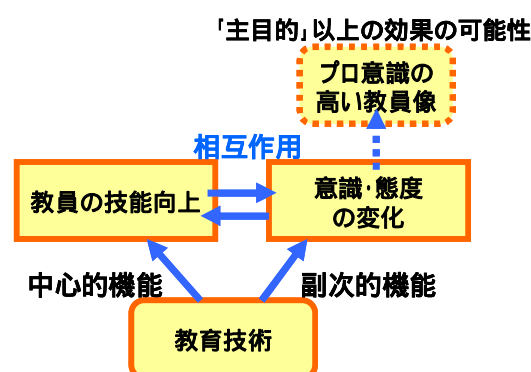 「主目的」以上の効果の可能性
プロ意識の
高い教員像
相互作用
教員の技能向上
意識・態度
の変化
中心的機能
副次的機能
教育技術